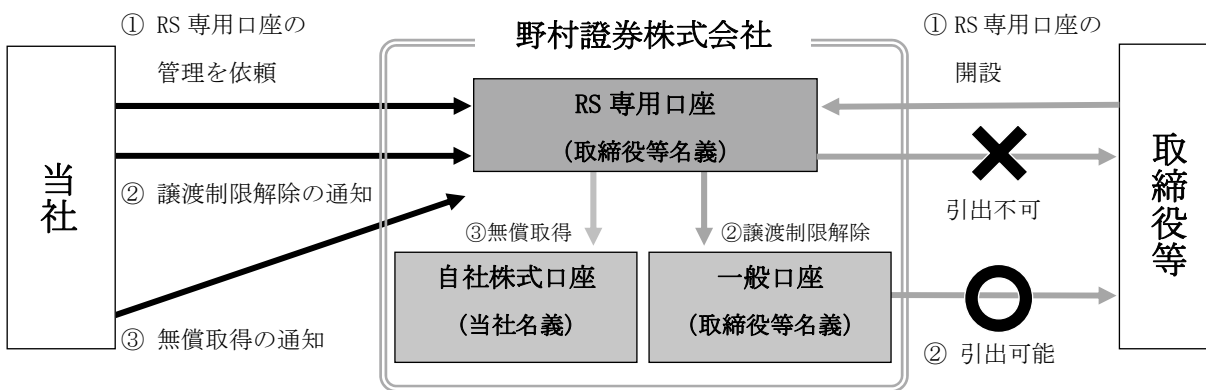 ① RS 専用口座の
管理を依頼
野村證券株式会社
① RS 専用口座の
開設
RS 専用口座
(取締役等名義)
当社
取締役等
② 譲渡制限解除の通知
引出不可
③無償取得
②譲渡制限解除
自社株式口座
(当社名義)
一般口座
(取締役等名義)
③ 無償取得の通知
② 引出可能